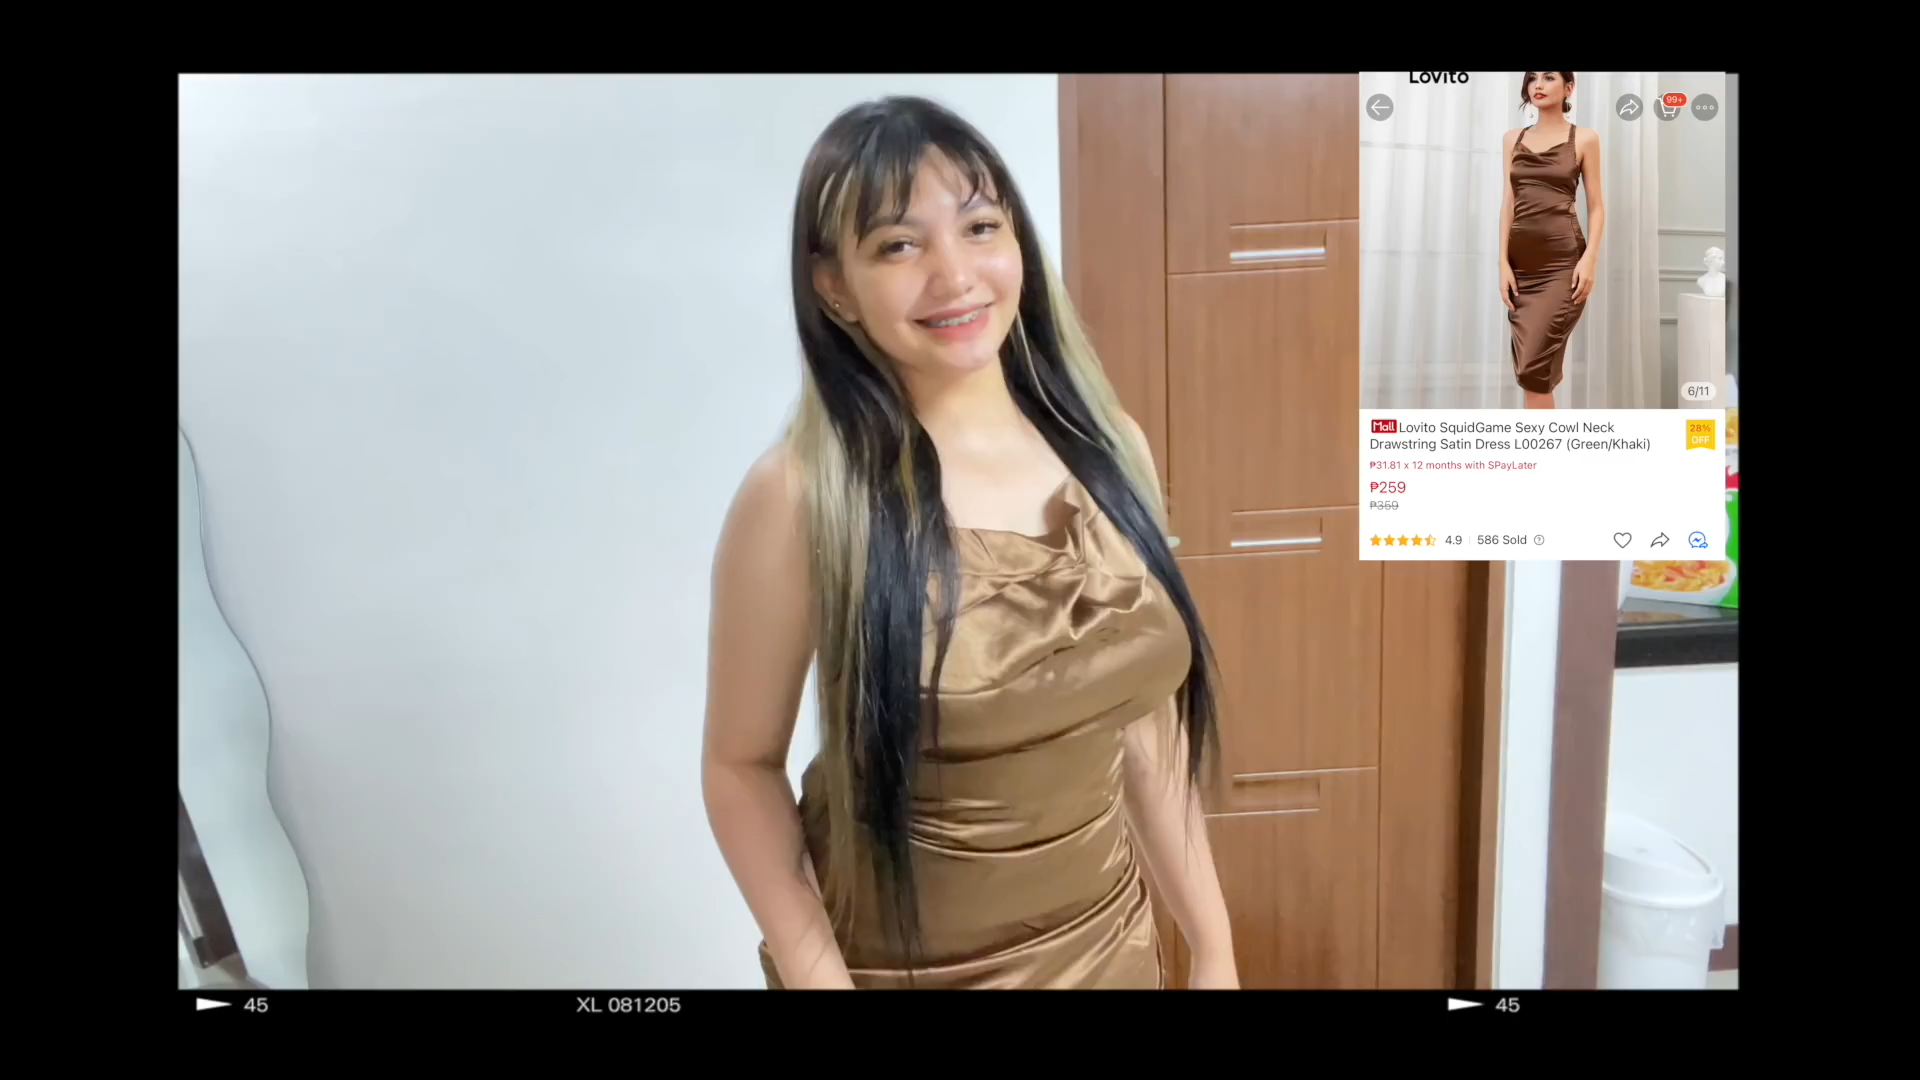 Lovito
99+
6/11
Mall Lovito SquidGame Sexy Cowl Neck
Drawstring Satin Dress L00267 (Green/Khaki)
28%
OFF
₱31.81 x 12 months with SPayLater
₱259
₱359
4.9 586 Sold
45 XL 081205 45